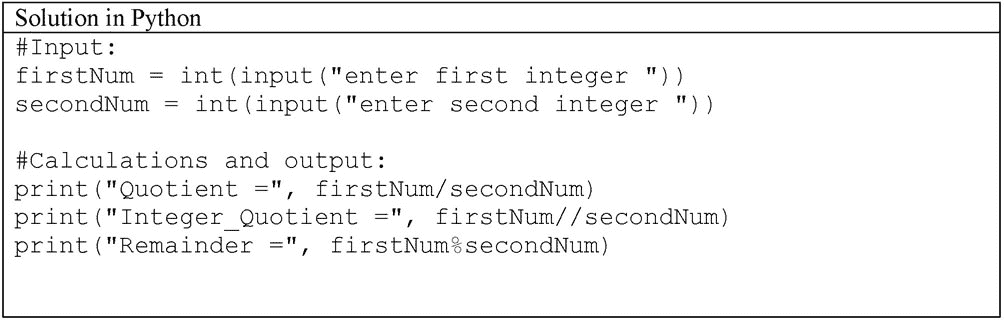 Solution in Python
#Input:
firstNum = int(input("enter first integer "))
secondNum = int(input("enter second integer "))
#Calculations and output:
print("Quotient =", firstNum/secondNum)
print("Integer_Quotient =", firstNum//secondNum)
print("Remainder =", firstNum%secondNum)